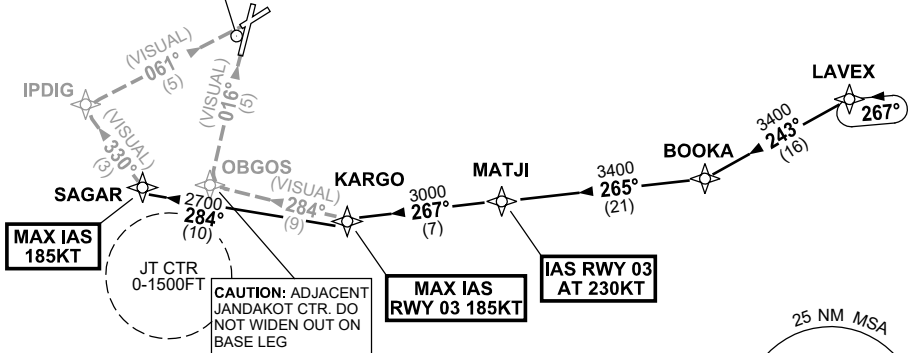 (VISUAL)
061°
(5)
IPDIG
(VISUAL)
016°
(5)
LAVEX
267°
3400
243°
(16)
BOOKA
(VISUAL)
330°
(3)
OBGOS
(VISUAL)
284°
(9)
KARGO
3000
267°
(7)
MATJI
3400
265°
(21)
SAGAR
2700
284°
(10)
MAX IAS
185KT
JT CTR
0-1500FT
CAUTION: ADJACENT
JANDAKOT CTR. DO
NOT WIDEN OUT ON
BASE LEG
MAX IAS
RWY 03 185KT
IAS RWY 03
AT 230KT
25 NM MSA